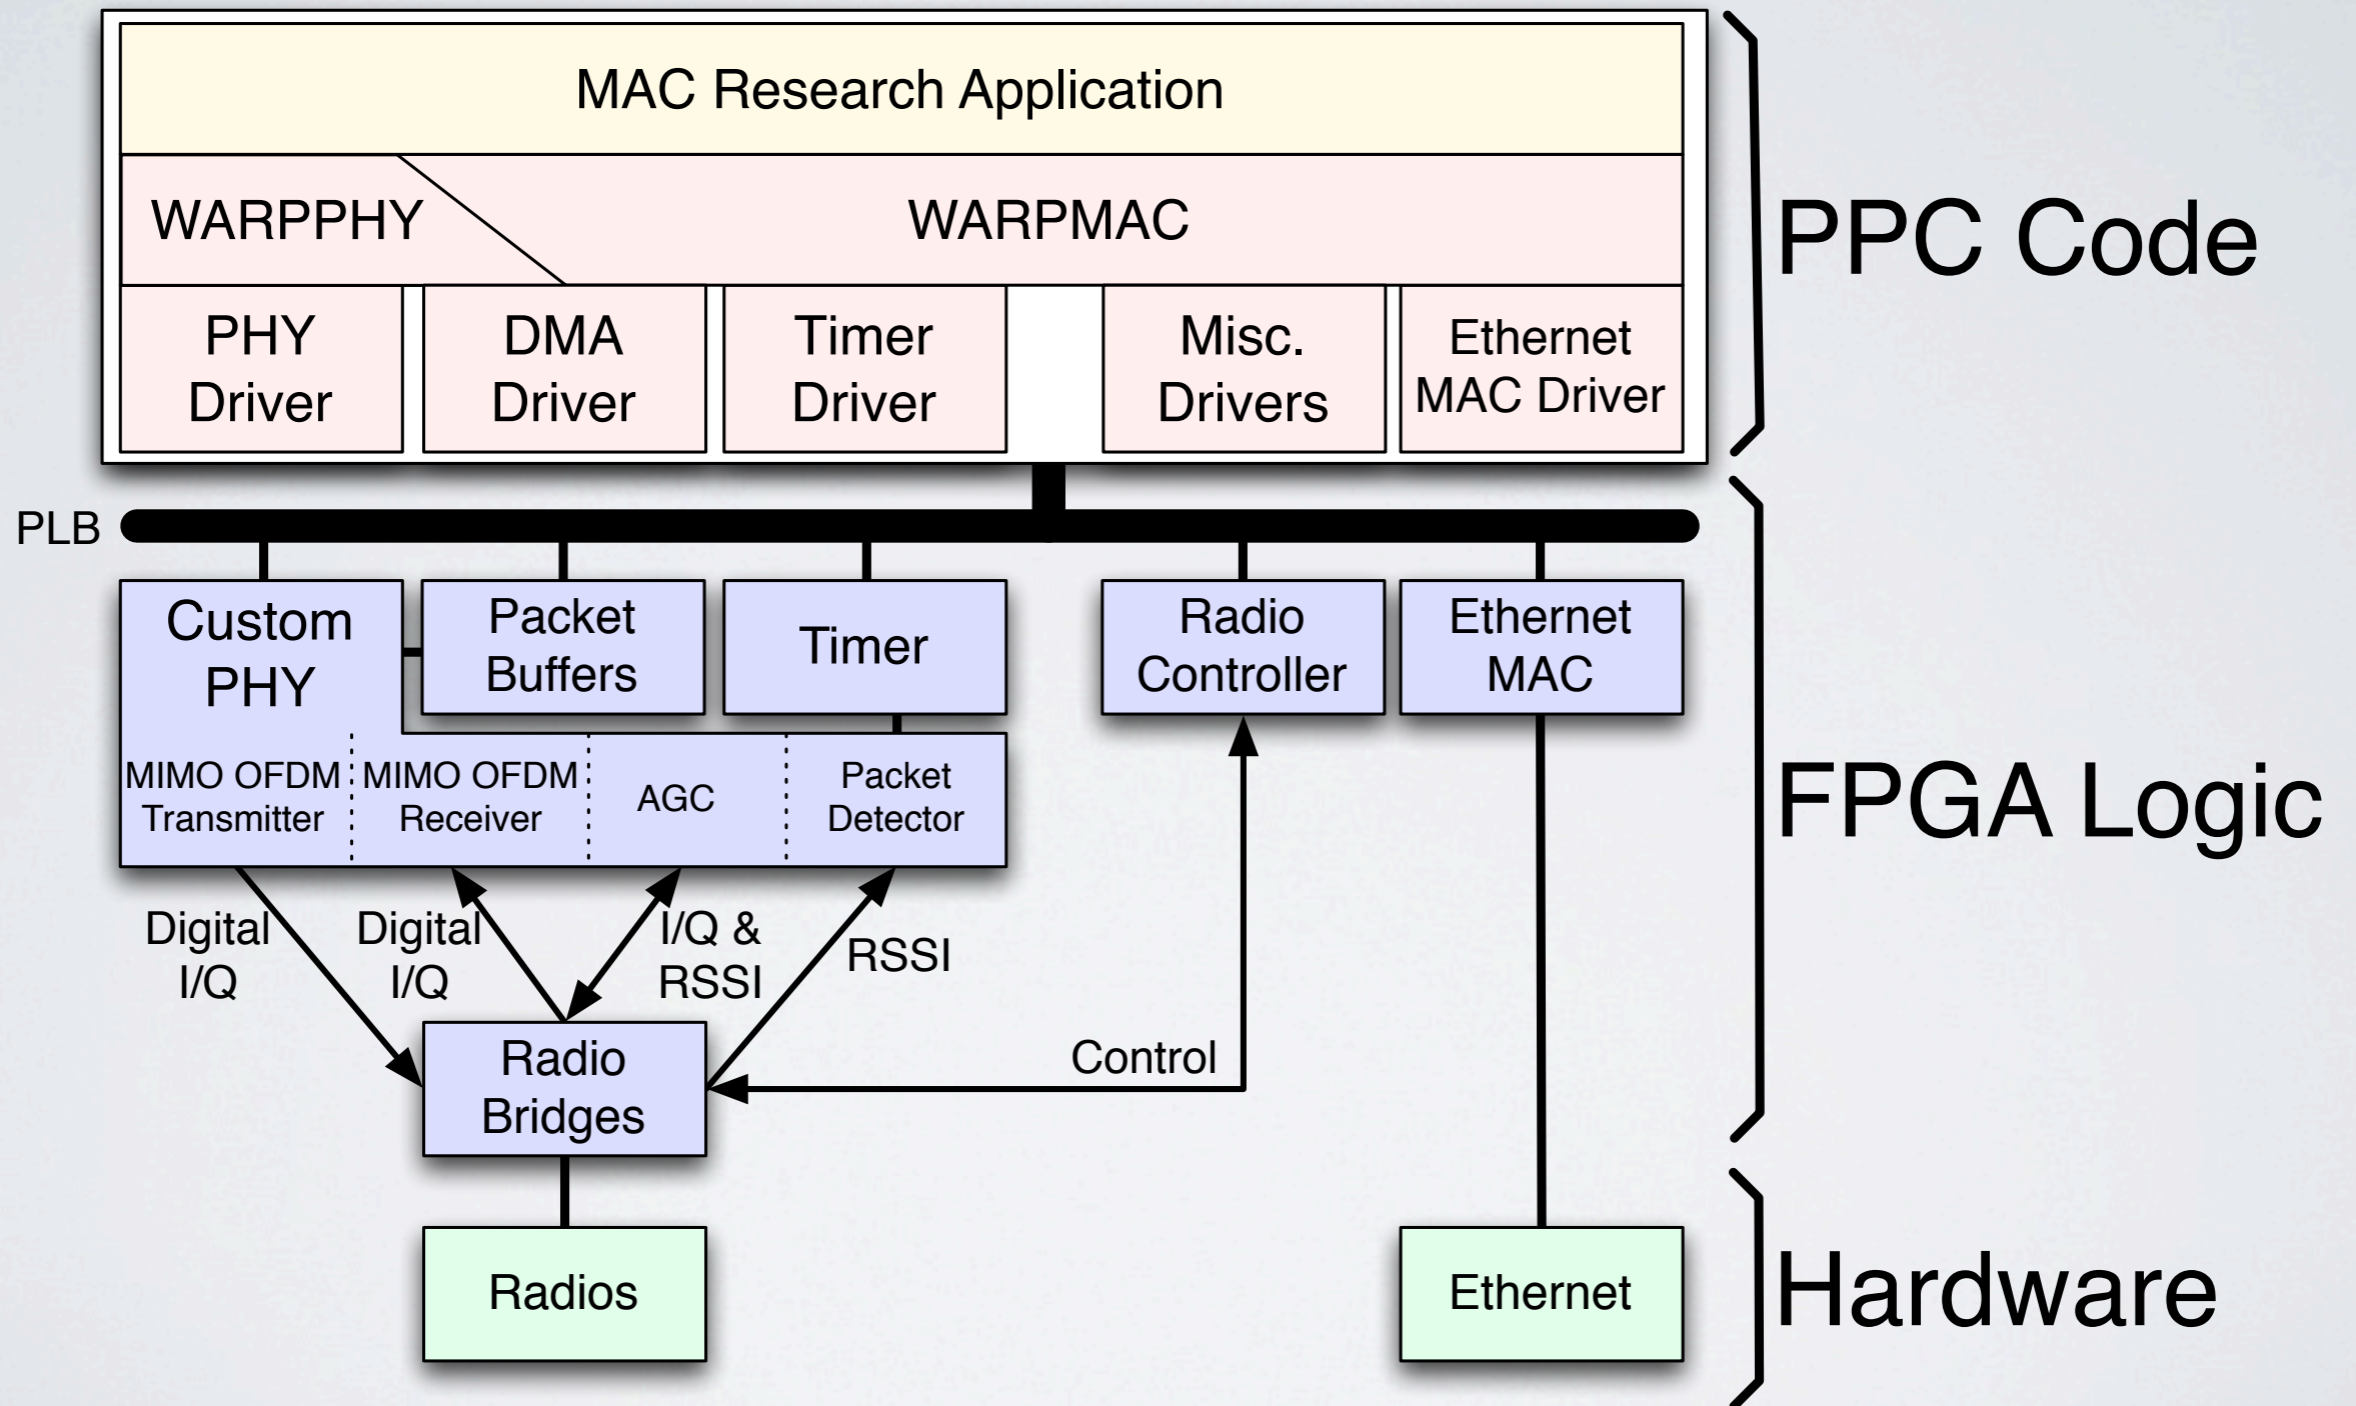 MAC Research Application
WARPPHY
WARPMAC
PPC Code
PHY
Driver
DMA
Driver
Timer
Driver
Misc.
Drivers
Ethernet
MAC Driver
PLB
Custom
PHY
Packet
Buffers
Timer
Radio
Controller
Ethernet
MAC
MIMO OFDM
Transmitter
MIMO OFDM
Receiver
AGC
Packet
Detector
FPGA Logic
Digital
I/Q
Digital
I/Q
I/Q &
RSSI
RSSI
Control
Radio
Bridges
Radios
Ethernet
Hardware